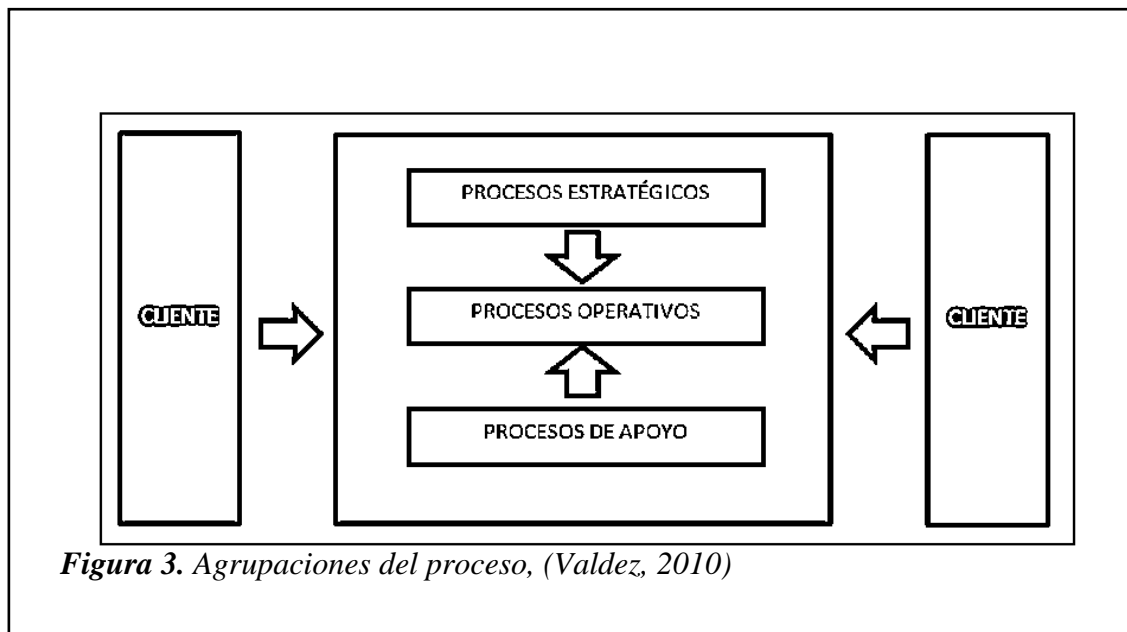 PROCESOS ESTRATÉGICOS
CLIENTE
PROCESOS OPERATIVOS
CLIENTE
PROCESOS DE APOYO
Figura 3. Agrupaciones del proceso, (Valdez, 2010)